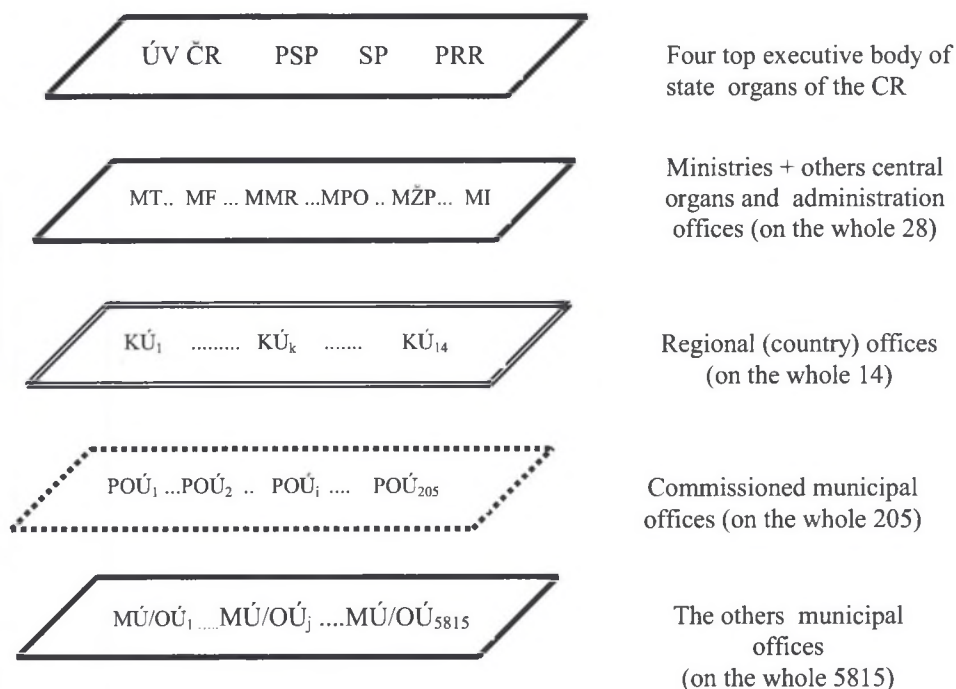 ÚV ČR PSP SP PRR
Four top executive body of
state organs of the CR
MT.. MF ... MMR ...MPO .. MŽP... MI
Ministries + others central
organs and administration
offices (on the whole 28)
KÚ1 ......... KÚk ....... KÚ14
Regional (country) offices
(on the whole 14)
POÚ1 ...POÚ2 .. POÚi .... POÚ205
Commissioned municipal
offices (on the whole 205)
MÚ/OÚ1 .....MÚ/OÚj ....MÚ/OÚ5815
The others municipal
offices
(on the whole 5815)